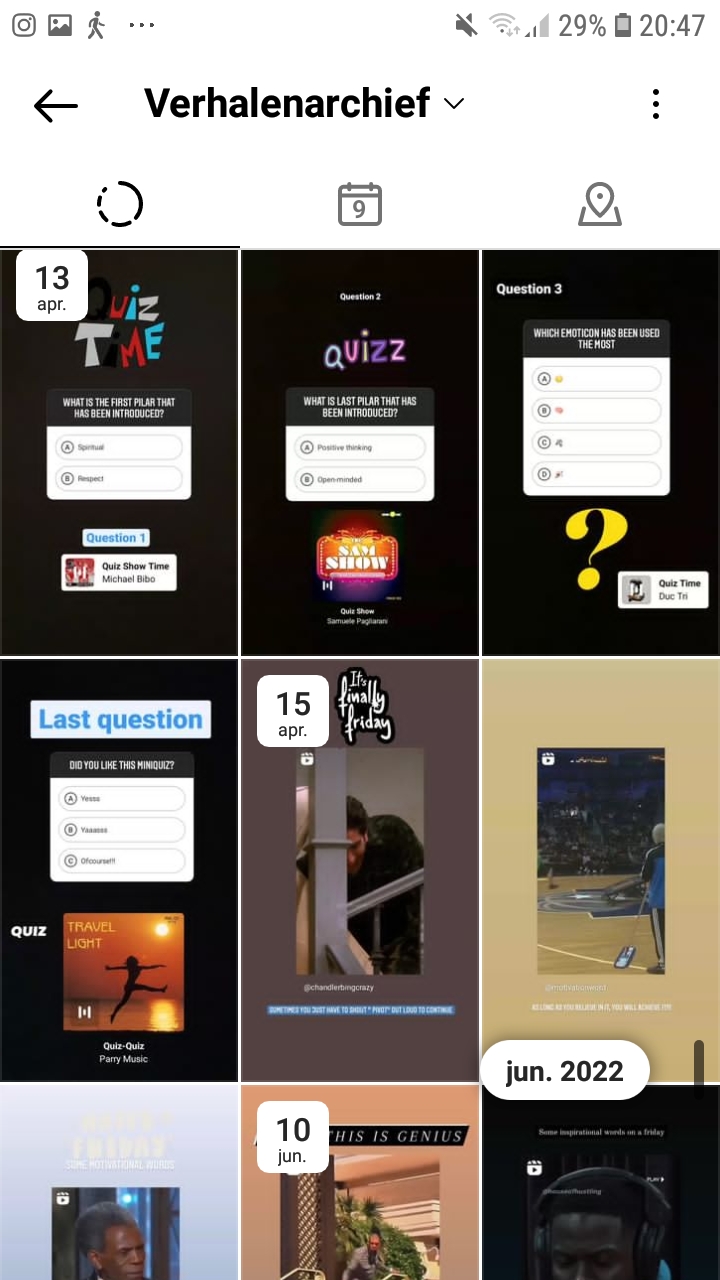 29% 20:47
Verhalenarchief
9
13
apr.
QUIZ
TIME
WHAT IS THE FIRST PILAR THAT
HAS BEEN INTRODUCED?
A Spiritual
B Respect
Question 1
Quiz Show Time
Michael Bibo
Question 2
QUIZZ
WHAT IS LAST PILAR THAT HAS
BEEN INTRODUCED?
A Positive thinking
B Open-minded
THE
SAM
SHOW
Quiz Show
Samuele Pagliarani
Question 3
WHICH EMOTICON HAS BEEN USED
THE MOST
A 
B 
C 
D 
?
Quiz Time
Duc Tri
Last question
DID YOU LIKE THIS MINIQUIZ?
A Yesss
B Yaaasss
C Ofcourse!!!
QUIZ
TRAVEL
LIGHT
Quiz-Quiz
Parry Music
15
apr.
It's
finally
friday
@chandlerbingcrazy
SOMETIMES YOU JUST HAVE TO SHOUT " PIVOT" OUT LOUD TO CONTINUE
AS LONG AS YOU BELIEVE IN IT, YOU WILL ACHIEVE !!!!!
jun. 2022
FRIDAY
SOME MOTIVATIONAL WORDS
10
jun.
THIS IS GENIUS
Some inspirational words on a friday
PLAY
@houseofhustling